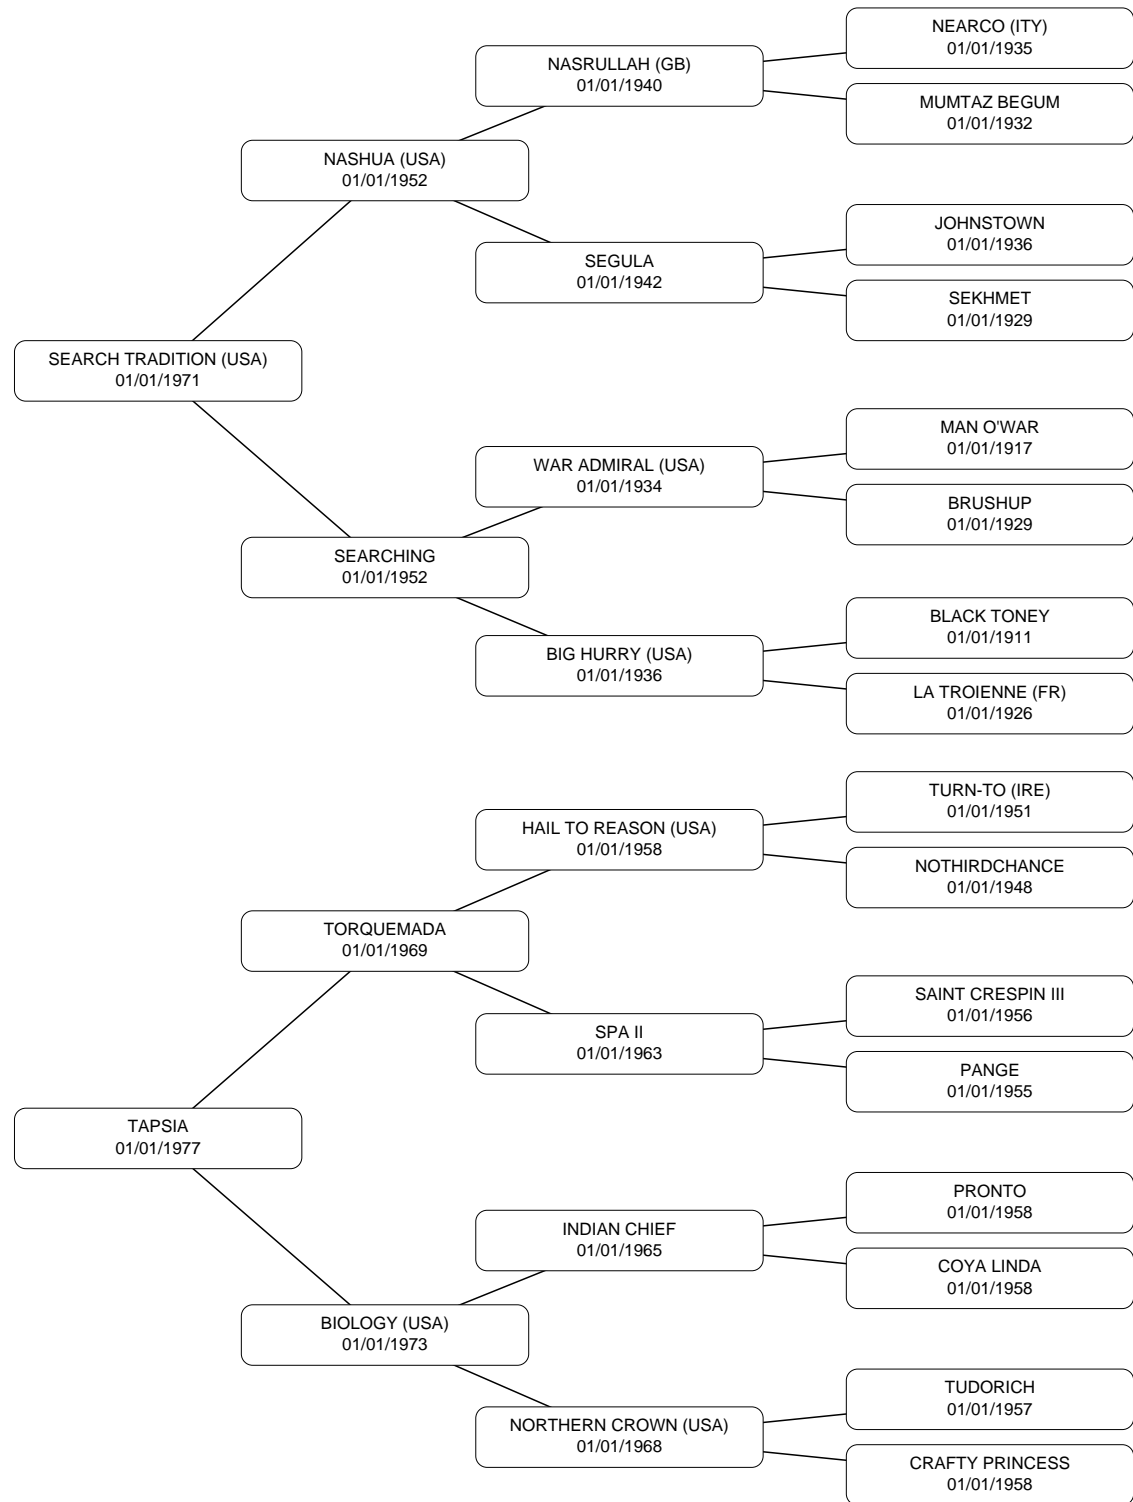 NEARCO (ITY)
01/01/1935
NASRULLAH (GB)
01/01/1940
MUMTAZ BEGUM
01/01/1932
NASHUA (USA)
01/01/1952
JOHNSTOWN
01/01/1936
SEGULA
01/01/1942
SEKHMET
01/01/1929
SEARCH TRADITION (USA)
01/01/1971
MAN O'WAR
01/01/1917
WAR ADMIRAL (USA)
01/01/1934
BRUSHUP
01/01/1929
SEARCHING
01/01/1952
BLACK TONEY
01/01/1911
BIG HURRY (USA)
01/01/1936
LA TROIENNE (FR)
01/01/1926
TURN-TO (IRE)
01/01/1951
HAIL TO REASON (USA)
01/01/1958
NOTHIRDCHANCE
01/01/1948
TORQUEMADA
01/01/1969
SAINT CRESPIN III
01/01/1956
SPA II
01/01/1963
PANGE
01/01/1955
TAPSIA
01/01/1977
PRONTO
01/01/1958
INDIAN CHIEF
01/01/1965
COYA LINDA
01/01/1958
BIOLOGY (USA)
01/01/1973
TUDORICH
01/01/1957
NORTHERN CROWN (USA)
01/01/1968
CRAFTY PRINCESS
01/01/1958